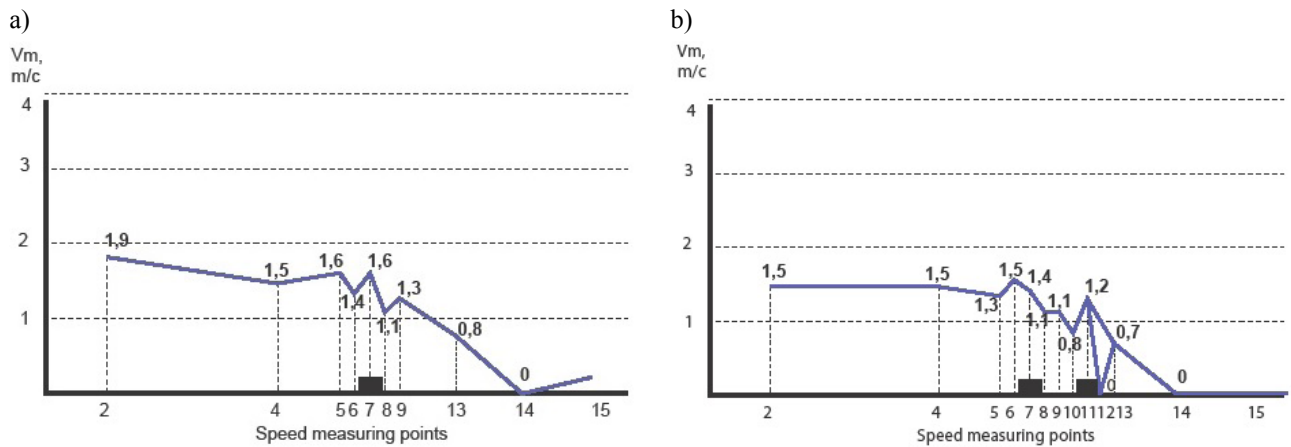 a)
Vm,
m/c
4
3
2
1
1,9
1,5
1,6
1,4
1,6
1,1
1,3
0,8
0
2 4 5 6 7 8 9 13 14 15
Speed measuring points
b)
Vm,
m/c
4
3
2
1
1,5
1,5
1,3
1,5
1,4
1,1
1,1
0,8
1,2
0
0,7
0
2 4 5 6 7 8 9 10 11 12 13 14 15
Speed measuring points